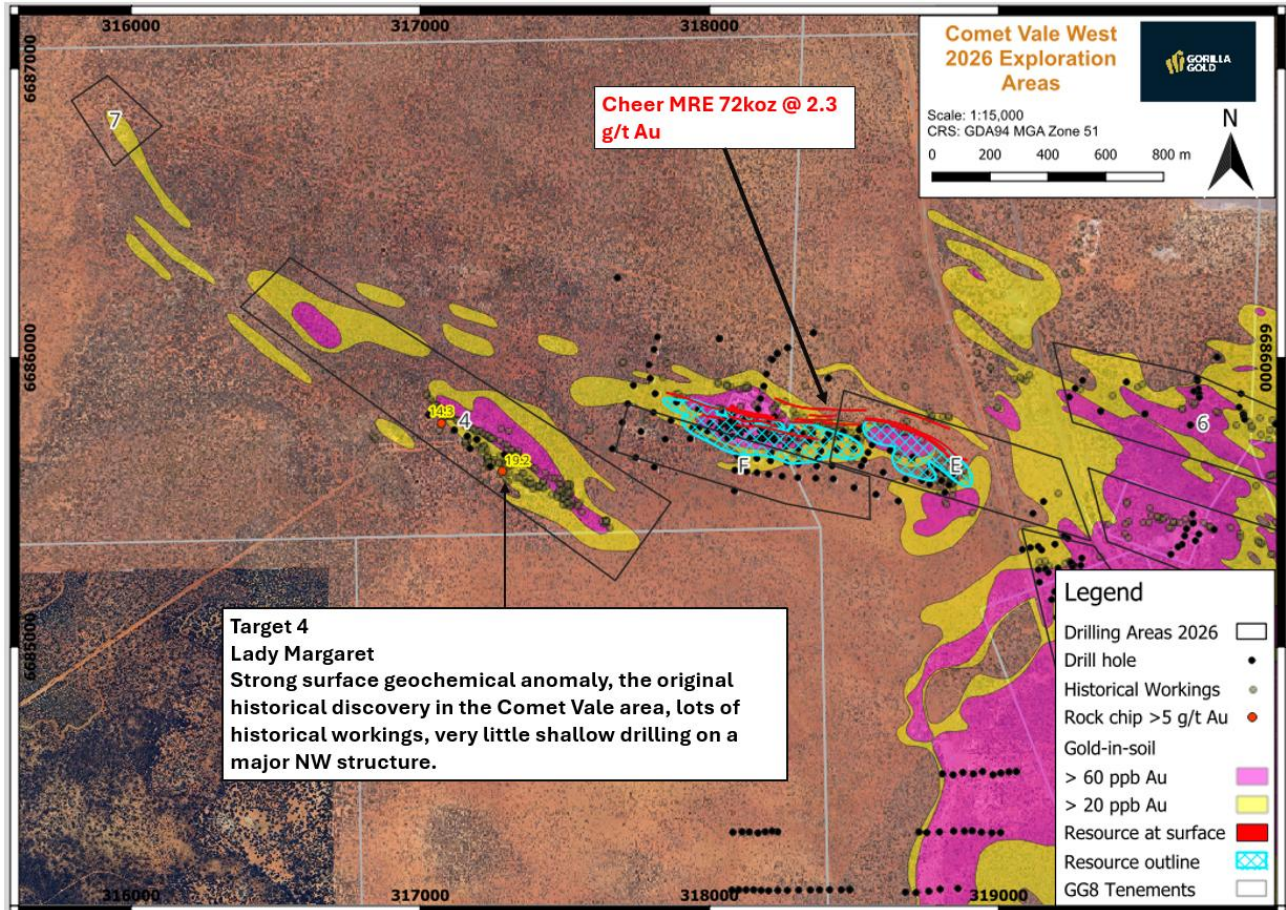 316000
317000
318000
6687000
Comet Vale West
2026 Exploration
Areas
GORILLA
GOLD
Scale: 1:15,000
CRS: GDA94 MGA Zone 51
0 200 400 600 800 m
N
7
Cheer MRE 72koz @ 2.3
g/t Au
6686000
6686000
14.3
4
19.2
F
E
6
Target 4
Lady Margaret
Strong surface geochemical anomaly, the original
historical discovery in the Comet Vale area, lots of
historical workings, very little shallow drilling on a
major NW structure.
6685000
Legend
Drilling Areas 2026
Drill hole
Historical Workings
Rock chip >5 g/t Au
Gold-in-soil
> 60 ppb Au
> 20 ppb Au
Resource at surface
Resource outline
GG8 Tenements
316000
317000
318000
319000